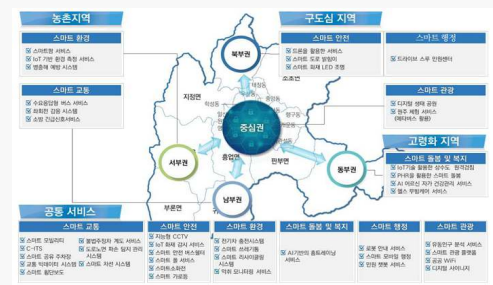 농촌지역
스마트 환경
스마트팜 서비스
IoT 기반 환경 측정 서비스
병충해 예방 시스템
스마트 교통
수요응답형 버스 서비스
좌회전 감응 시스템
소방 긴급신호서비스
구도심 지역
스마트 안전
드론을 활용한 서비스
스마트 도로 방범미
스마트 화재 LED 조명
스마트 행정
드라이브 스루 민원센터
스마트 관광
디지털 생태 공원
원주 체험 서비스
(메타버스 활용)
고령화 지역
스마트 돌봄 및 복지
IoT기술 활용한 상수도 원격검침
PHR을 활용한 스마트 돌봄
AI 어르신 자가 건강관리 서비스
헬스 투벌케어 서비스
북부권
중심권
서부권
남부권
동부권
지정면
소초면
흥업면
판부면
부론면
공통 서비스
스마트 교통
스마트 모빌리티
C-ITS
스마트 공유 주차장
교통 빅데이터 시스템
스마트 횡단보도
불법주정차 계도 서비스
도로노면 파손 탐지 관리 시스템
스마트 자선 시스템
스마트 안전
지능형 CCTV
IoT 화재 감시 서비스
스마트 안전 버스쉘터
스마트 폴 서비스
스마트소화전
스마트 가로등
스마트 환경
전기차 충전시스템
스마트 쓰레기통
스마트 리사이클링 시스템
악취 모니터링 서비스
스마트 돌봄 및 복지
AI기반의 홈트레이닝 서비스
스마트 행정
로봇 안내 서비스
스마트 모바일 행정
민원 챗봇 서비스
스마트 관광
유동인구 분석 서비스
스마트 관광 플랫폼
공공 WiFi
디지털 사이니지